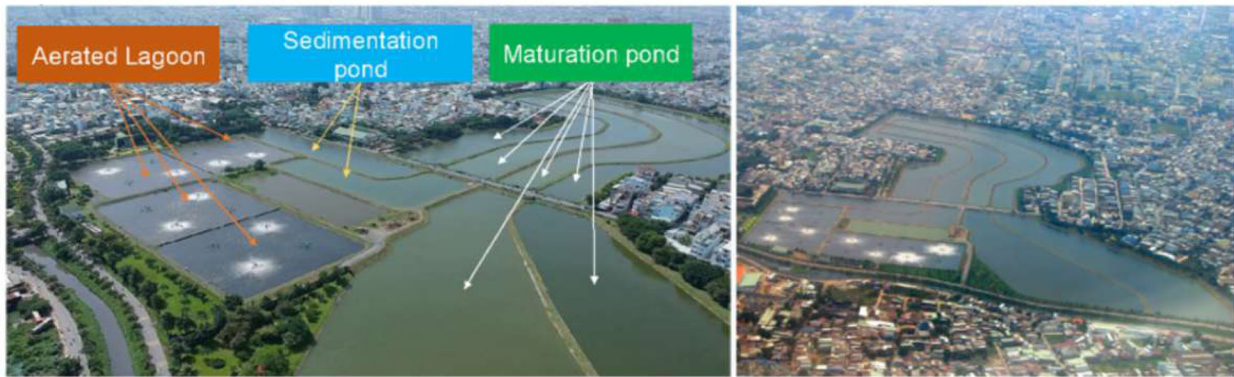 Aerated Lagoon
Sedimentation
pond
Maturation pond